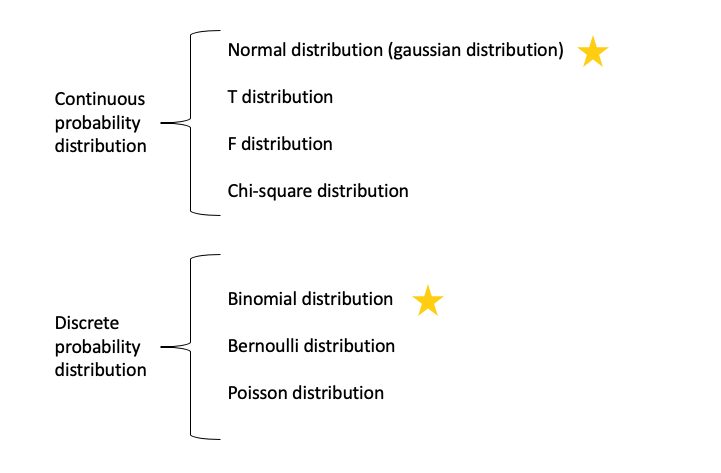 Continuous
probability
distribution
Normal distribution (gaussian distribution)
T distribution
F distribution
Chi-square distribution
Discrete
probability
distribution
Binomial distribution
Bernoulli distribution
Poisson distribution